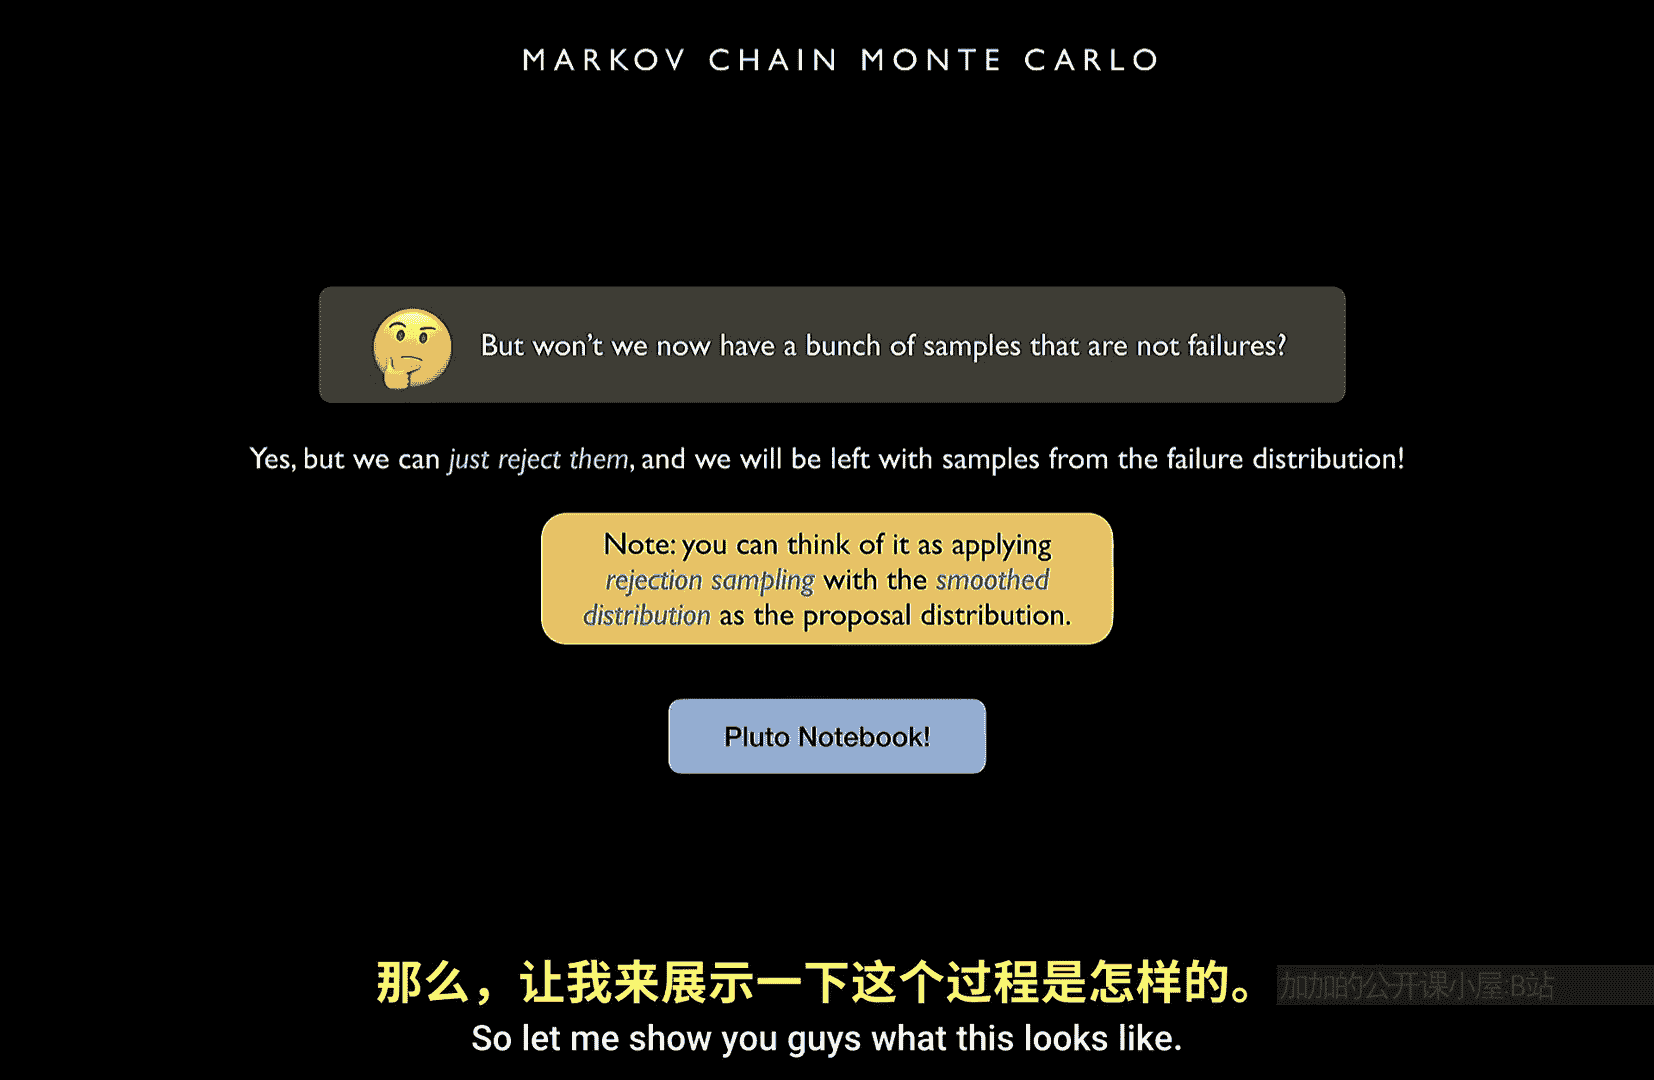 MARKOV CHAIN MONTE CARLO
But won’t we now have a bunch of samples that are not failures?
Yes, but we can just reject them, and we will be left with samples from the failure distribution!
Note: you can think of it as applying
rejection sampling with the smoothed
distribution as the proposal distribution.
Pluto Notebook!
那么，让我来展示一下这个过程是怎样的。
加加的公开课小屋:B站
So let me show you guys what this looks like.